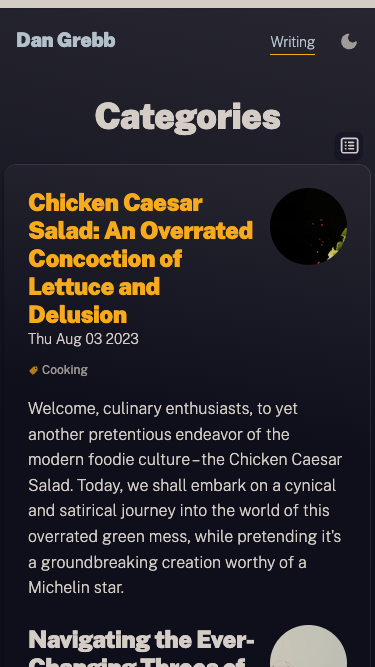 Dan Grebb
Writing
Categories
Chicken Caesar
Salad: An Overrated
Concoction of
Lettuce and
Delusion
Thu Aug 03 2023
Cooking
Welcome, culinary enthusiasts, to yet
another pretentious endeavor of the
modern foodie culture–the Chicken Caesar
Salad. Today, we shall embark on a cynical
and satirical journey into the world of this
overrated green mess, while pretending it's
a groundbreaking creation worthy of a
Michelin star.
Navigating the Ever-
Changing Threes of